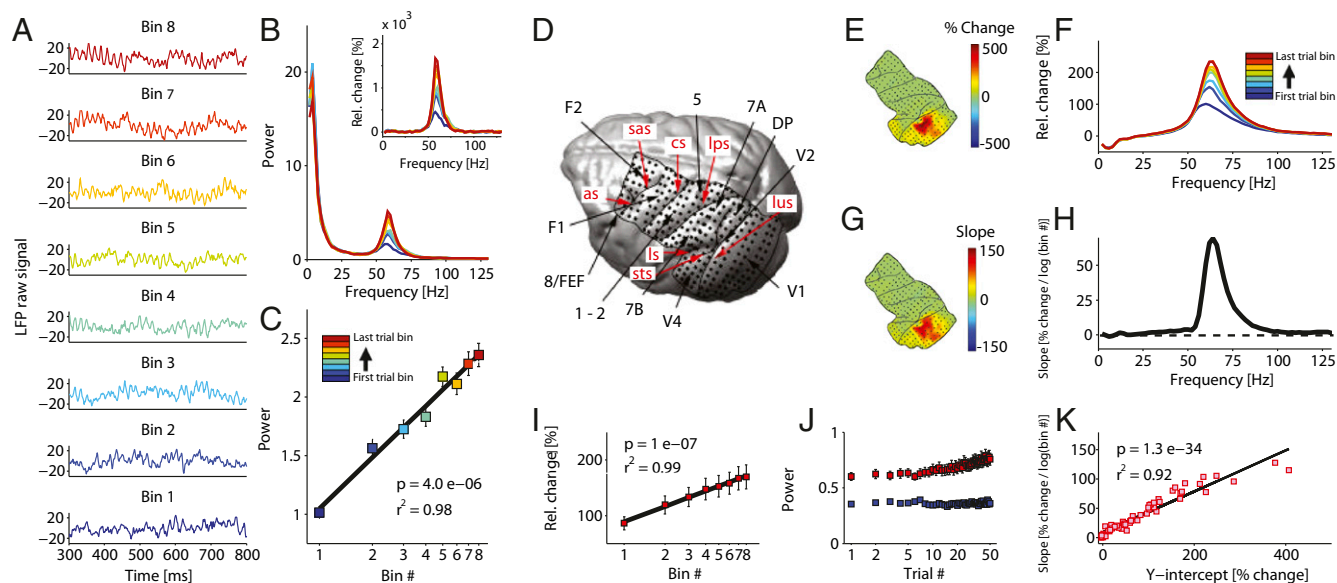 A
Bin 8
20
−20
Bin 7
20
−20
Bin 6
20
−20
Bin 5
20
−20
Bin 4
20
−20
Bin 3
20
−20
Bin 2
20
−20
Bin 1
20
−20
LFP raw signal
300 400 500 600 700 800
Time [ms]
B
Power
20
10
0
0 25 50 75 100 125
Frequency [Hz]
x 10³
Rel. change [%]
2
1
0
0 50 100
Frequency [Hz]
C
Last trial bin
First trial bin
Power
2.5
2
1.5
1
p = 4.0 e−06
r² = 0.98
1 2 3 4 5 6 7 8
Bin #
D
F2
sas
cs
5
lps
7A
DP
V2
as
lus
F1
ls
8/FEF
sts
1 - 2
7B
V4
V1
E
% Change
500
0
-500
F
Rel. change [%]
200
100
0
Last trial bin
First trial bin
0 25 50 75 100 125
Frequency [Hz]
G
Slope
150
0
-150
H
Slope [% change / log (bin #)]
80
60
40
20
0
0 25 50 75 100 125
Frequency [Hz]
I
Rel. change [%]
300
200
100
p = 1 e−07
r² = 0.99
1 2 3 4 5 6 7 8
Bin #
J
Power
1
0.5
0
1 2 5 10 20 50
Trial #
K
Slope [% change / log(bin #)]
200
150
100
50
0
p = 1.3 e−34
r² = 0.92
0 200 400
Y−intercept [% change]